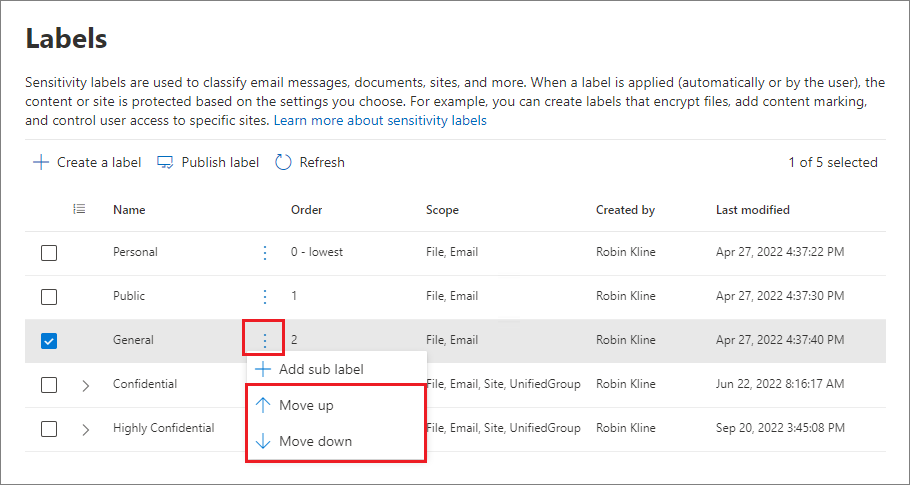 Labels
Sensitivity labels are used to classify email messages, documents, sites, and more. When a label is applied (automatically or by the user), the
content or site is protected based on the settings you choose. For example, you can create labels that encrypt files, add content marking,
and control user access to specific sites. Learn more about sensitivity labels
Create a label Publish label Refresh 1 of 5 selected
Name Order Scope Created by Last modified
Personal 0 - lowest File, Email Robin Kline Apr 27, 2022 4:37:22 PM
Public 1 File, Email Robin Kline Apr 27, 2022 4:37:30 PM
General 2 File, Email Robin Kline Apr 27, 2022 4:37:40 PM
Add sub label
Confidential File, Email, Site, UnifiedGroup Robin Kline Jun 22, 2022 8:16:17 AM
Move up
Highly Confidential File, Email, Site, UnifiedGroup Robin Kline Sep 20, 2022 3:45:08 PM
Move down